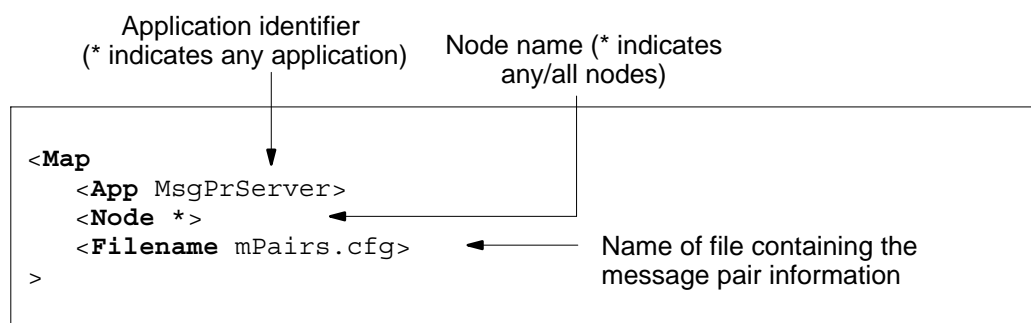 Application identifier
(* indicates any application)
Node name (* indicates
any/all nodes)
<Map
<App MsgPrServer>
<Node *>
<Filename mPairs.cfg>
>
Name of file containing the
message pair information